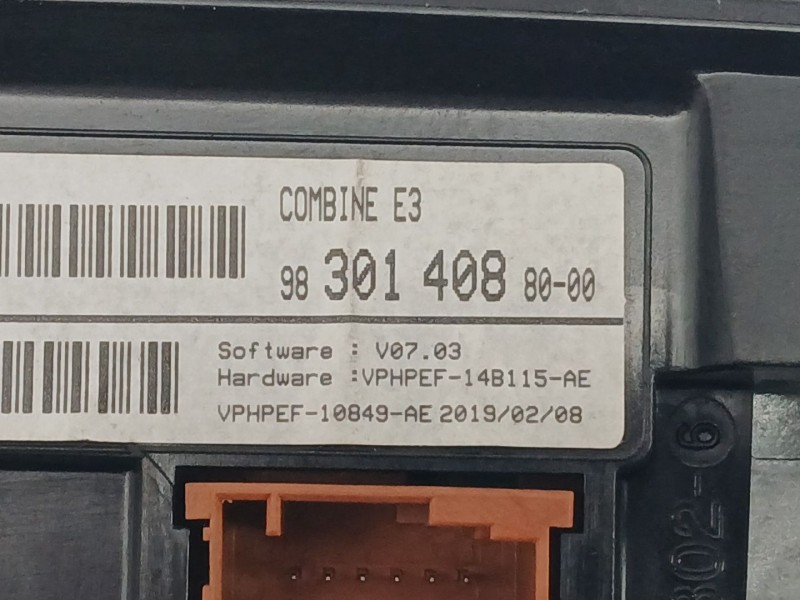 COMBINE E3
98 301 408 80-00
Software : V07.03
Hardware :VPHPEF-14B115-AE
VPHPEF-10849-AE 2019/02/08